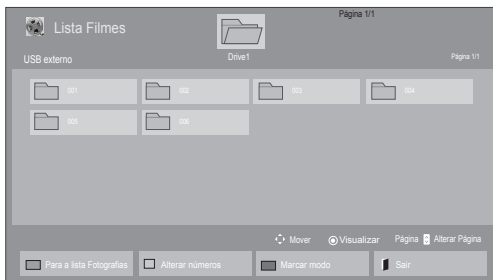 Página 1/1
Lista Filmes
Drive1
USB externo
Página 1/1
001 002 003 004
005 006
Mover Visualizar Página Alterar Página
Para a lista Fotografias Alterar números Marcar modo Sair